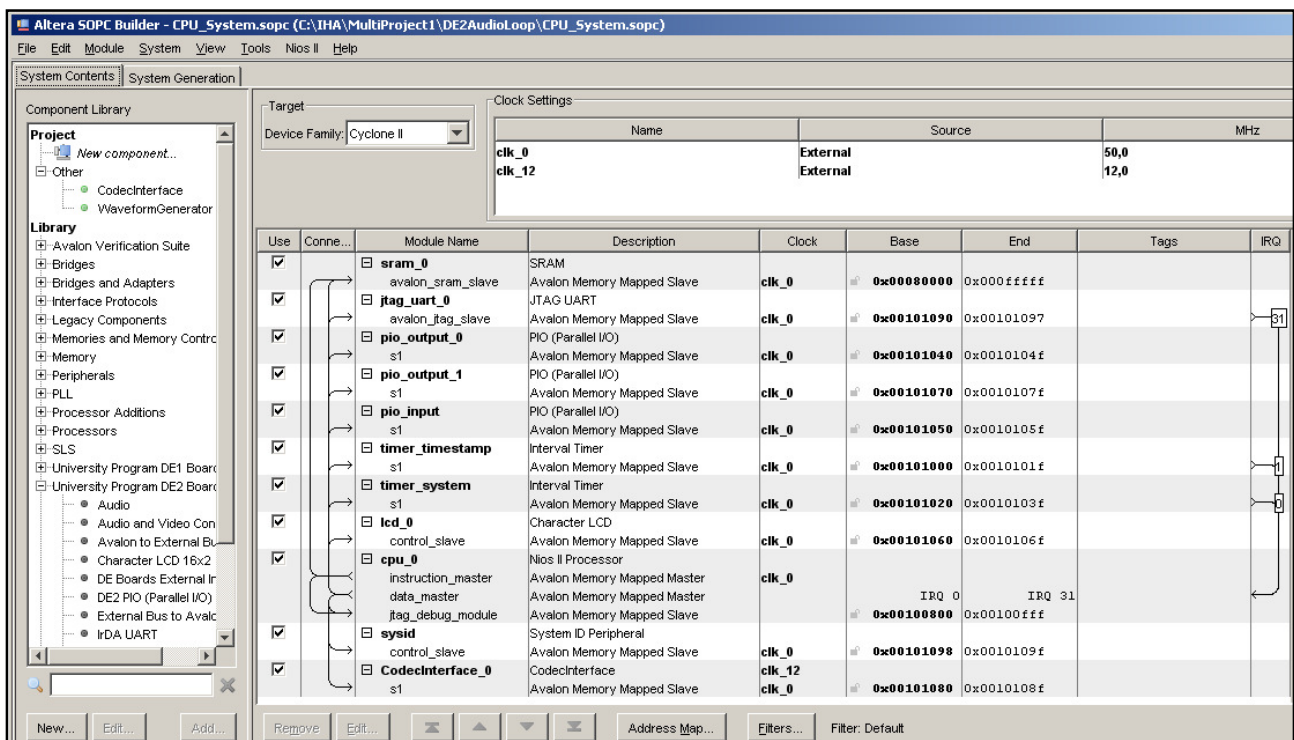 Altera SOPC Builder - CPU_System.sopc (C:\IHA\MultiProject1\DE2AudioLoop\CPU_System.sopc)
File Edit Module System View Tools Nios II Help
System Contents System Generation
Component Library
Project
New component...
Other
CodecInterface
WaveformGenerator
Library
Avalon Verification Suite
Bridges
Bridges and Adapters
Interface Protocols
Legacy Components
Memories and Memory Contro
Memory
Peripherals
PLL
Processor Additions
Processors
SLS
University Program DE1 Board
University Program DE2 Board
Audio
Audio and Video Con
Avalon to External Bu
Character LCD 16x2
DE Boards External In
DE2 PIO (Parallel I/O)
External Bus to Avalo
IrDA UART
New... Edit... Add...
Target
Device Family: Cyclone II
Clock Settings
Name Source MHz
clk_0 External 50,0
clk_12 External 12,0
Use Conne... Module Name Description Clock Base End Tags IRQ
sram_0 SRAM
avalon_sram_slave Avalon Memory Mapped Slave clk_0 0x00080000 0x000fffff
jtag_uart_0 JTAG UART
avalon_jtag_slave Avalon Memory Mapped Slave clk_0 0x00101090 0x00101097 31
pio_output_0 PIO (Parallel I/O)
s1 Avalon Memory Mapped Slave clk_0 0x00101040 0x0010104f
pio_output_1 PIO (Parallel I/O)
s1 Avalon Memory Mapped Slave clk_0 0x00101070 0x0010107f
pio_input PIO (Parallel I/O)
s1 Avalon Memory Mapped Slave clk_0 0x00101050 0x0010105f
timer_timestamp Interval Timer
s1 Avalon Memory Mapped Slave clk_0 0x00101000 0x0010101f 1
timer_system Interval Timer
s1 Avalon Memory Mapped Slave clk_0 0x00101020 0x0010103f 0
lcd_0 Character LCD
control_slave Avalon Memory Mapped Slave clk_0 0x00101060 0x0010106f
cpu_0 Nios II Processor
instruction_master Avalon Memory Mapped Master clk_0
data_master Avalon Memory Mapped Master IRQ 0 IRQ 31
jtag_debug_module Avalon Memory Mapped Slave 0x00100800 0x00100fff
sysid System ID Peripheral
control_slave Avalon Memory Mapped Slave clk_0 0x00101098 0x0010109f
CodecInterface_0 CodecInterface clk_12
s1 Avalon Memory Mapped Slave clk_0 0x00101080 0x0010108f
Remove Edit... Address Map... Filters... Filter: Default